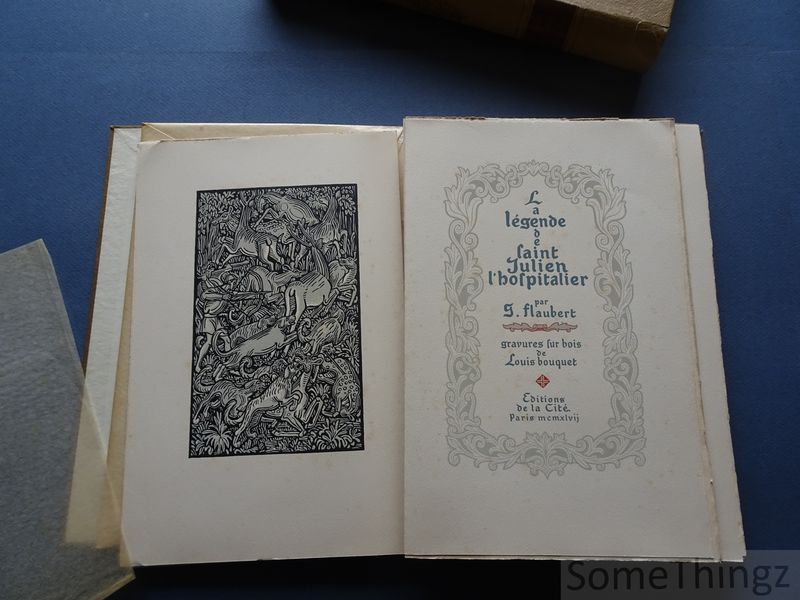 La
légende
de
ſaint
Julien
l'hoſpitalier
par
G. flaubert
gravures ſur bois
de
Louis bouquet
Editions
de la Cité.
Paris mcmxlvij
SomeThingz